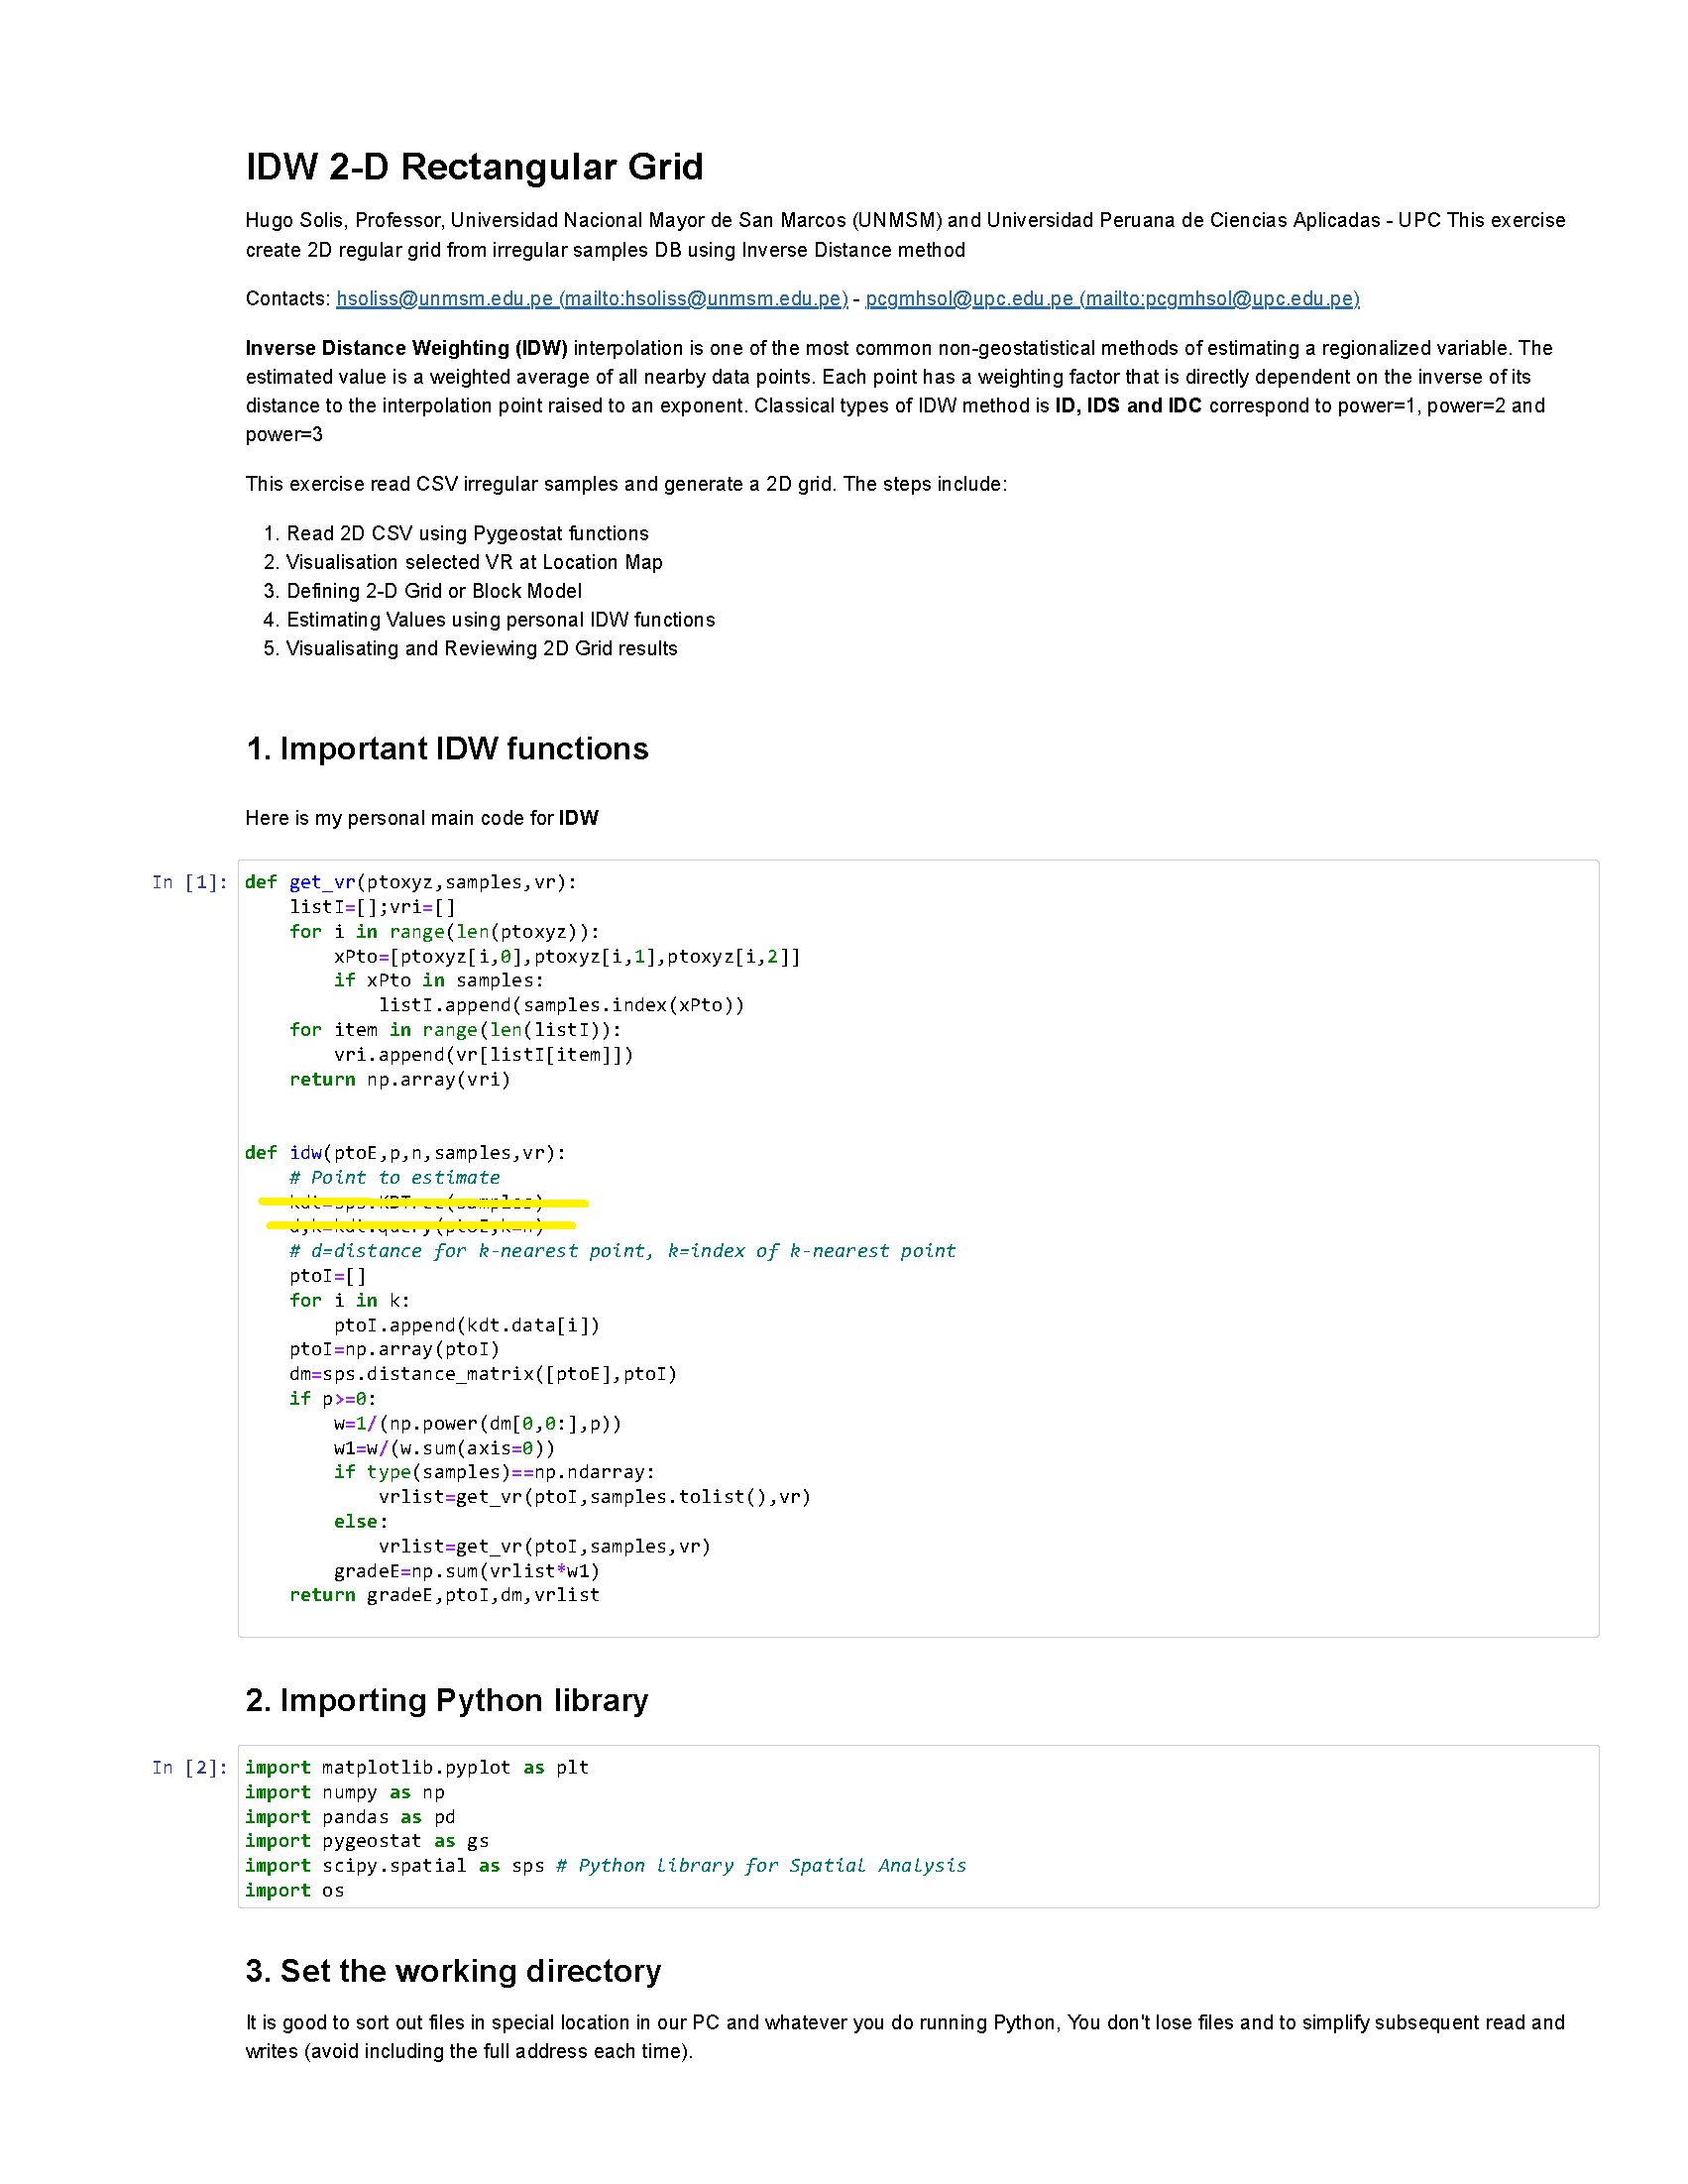 IDW 2-D Rectangular Grid
Hugo Solis, Professor, Universidad Nacional Mayor de San Marcos (UNMSM) and Universidad Peruana de Ciencias Aplicadas - UPC This exercise
create 2D regular grid from irregular samples DB using Inverse Distance method
Contacts: hsoliss@unmsm.edu.pe (mailto:hsoliss@unmsm.edu.pe) - pcgmhsol@upc.edu.pe (mailto:pcgmhsol@upc.edu.pe)
Inverse Distance Weighting (IDW) interpolation is one of the most common non-geostatistical methods of estimating a regionalized variable. The
estimated value is a weighted average of all nearby data points. Each point has a weighting factor that is directly dependent on the inverse of its
distance to the interpolation point raised to an exponent. Classical types of IDW method is ID, IDS and IDC correspond to power=1, power=2 and
power=3
This exercise read CSV irregular samples and generate a 2D grid. The steps include:
1. Read 2D CSV using Pygeostat functions
2. Visualisation selected VR at Location Map
3. Defining 2-D Grid or Block Model
4. Estimating Values using personal IDW functions
5. Visualisating and Reviewing 2D Grid results
1. Important IDW functions
Here is my personal main code for IDW
In [1]: def get_vr(ptoxyz,samples,vr):
    listI=[];vri=[]
    for i in range(len(ptoxyz)):
        xPto=[ptoxyz[i,0],ptoxyz[i,1],ptoxyz[i,2]]
        if xPto in samples:
            listI.append(samples.index(xPto))
    for item in range(len(listI)):
        vri.append(vr[listI[item]])
    return np.array(vri)
def idw(ptoE,p,n,samples,vr):
    # Point to estimate
    kdt=sps.KDTree(samples)
    d,k=kdt.query(ptoE,k=n)
    # d=distance for k-nearest point, k=index of k-nearest point
    ptoI=[]
    for i in k:
        ptoI.append(kdt.data[i])
    ptoI=np.array(ptoI)
    dm=sps.distance_matrix([ptoE],ptoI)
    if p>=0:
        w=1/(np.power(dm[0,0:],p))
        w1=w/(w.sum(axis=0))
        if type(samples)==np.ndarray:
            vrlist=get_vr(ptoI,samples.tolist(),vr)
        else:
            vrlist=get_vr(ptoI,samples,vr)
        gradeE=np.sum(vrlist*w1)
    return gradeE,ptoI,dm,vrlist
2. Importing Python library
In [2]: import matplotlib.pyplot as plt
import numpy as np
import pandas as pd
import pygeostat as gs
import scipy.spatial as sps # Python library for Spatial Analysis
import os
3. Set the working directory
It is good to sort out files in special location in our PC and whatever you do running Python, You don't lose files and to simplify subsequent read and
writes (avoid including the full address each time).